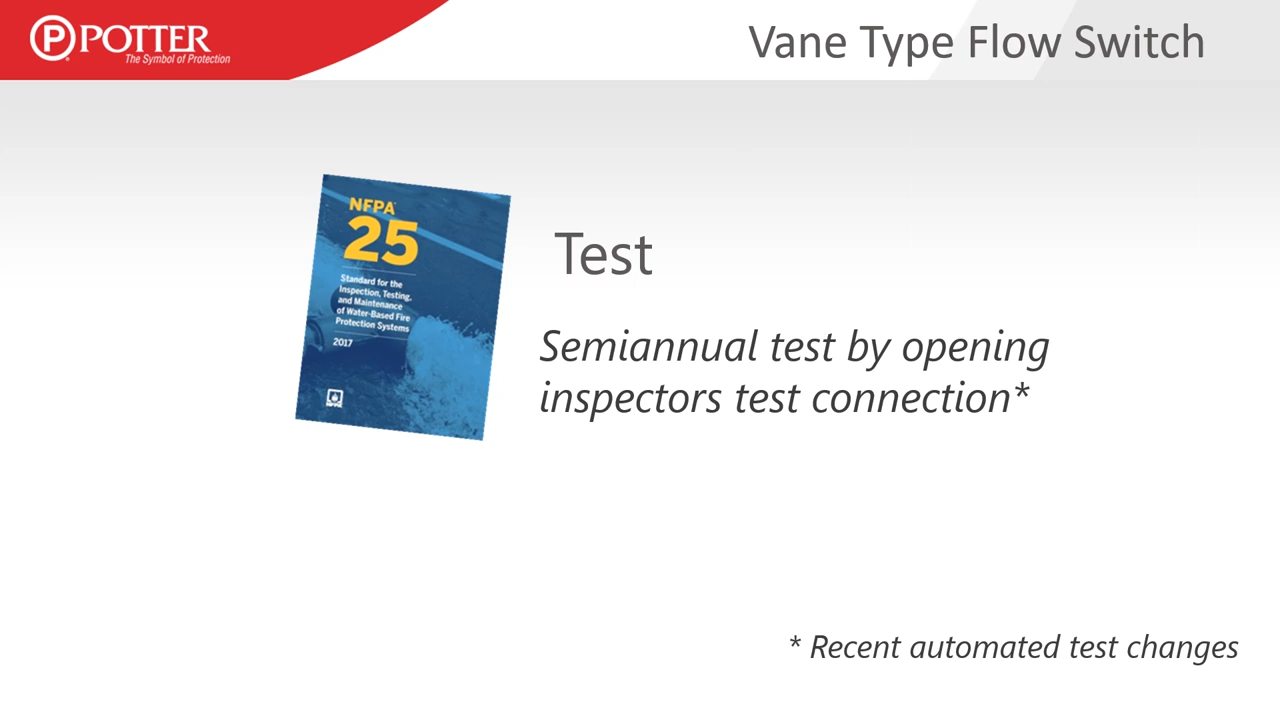 P POTTER
The Symbol of Protection
Vane Type Flow Switch
NFPA
25
Standard for the
Inspection, Testing,
and Maintenance
of Water-Based Fire
Protection Systems
2017
NFPA
Test
Semiannual test by opening
inspectors test connection*
* Recent automated test changes